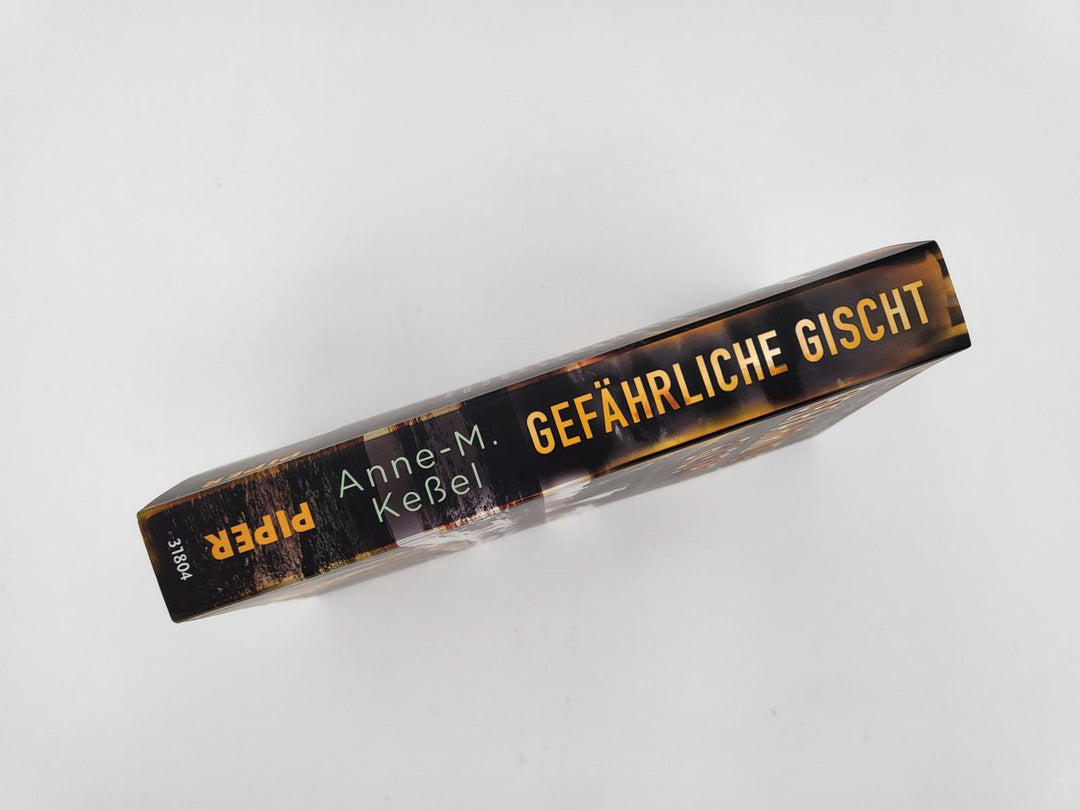 PIPER
Anne-M.
Keßel
GEFÄHRLICHE GISCHT
31804